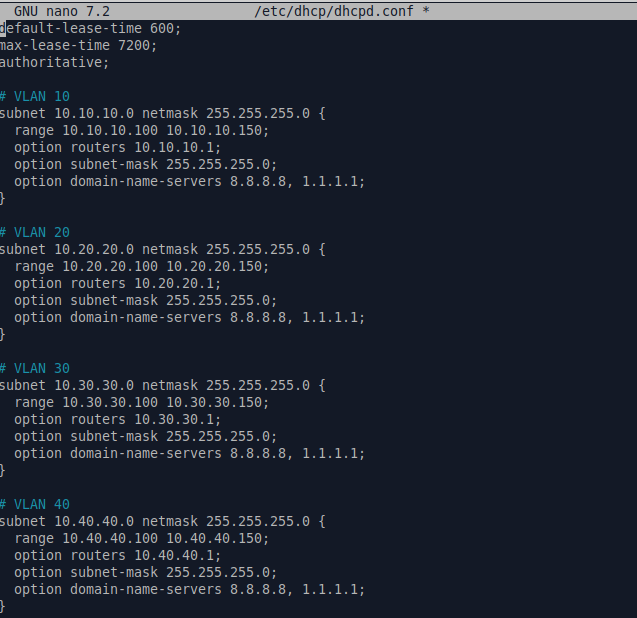 GNU nano 7.2 /etc/dhcp/dhcpd.conf *
default-lease-time 600;
max-lease-time 7200;
authoritative;
# VLAN 10
subnet 10.10.10.0 netmask 255.255.255.0 {
range 10.10.10.100 10.10.10.150;
option routers 10.10.10.1;
option subnet-mask 255.255.255.0;
option domain-name-servers 8.8.8.8, 1.1.1.1;
}
# VLAN 20
subnet 10.20.20.0 netmask 255.255.255.0 {
range 10.20.20.100 10.20.20.150;
option routers 10.20.20.1;
option subnet-mask 255.255.255.0;
option domain-name-servers 8.8.8.8, 1.1.1.1;
}
# VLAN 30
subnet 10.30.30.0 netmask 255.255.255.0 {
range 10.30.30.100 10.30.30.150;
option routers 10.30.30.1;
option subnet-mask 255.255.255.0;
option domain-name-servers 8.8.8.8, 1.1.1.1;
}
# VLAN 40
subnet 10.40.40.0 netmask 255.255.255.0 {
range 10.40.40.100 10.40.40.150;
option routers 10.40.40.1;
option subnet-mask 255.255.255.0;
option domain-name-servers 8.8.8.8, 1.1.1.1;
}